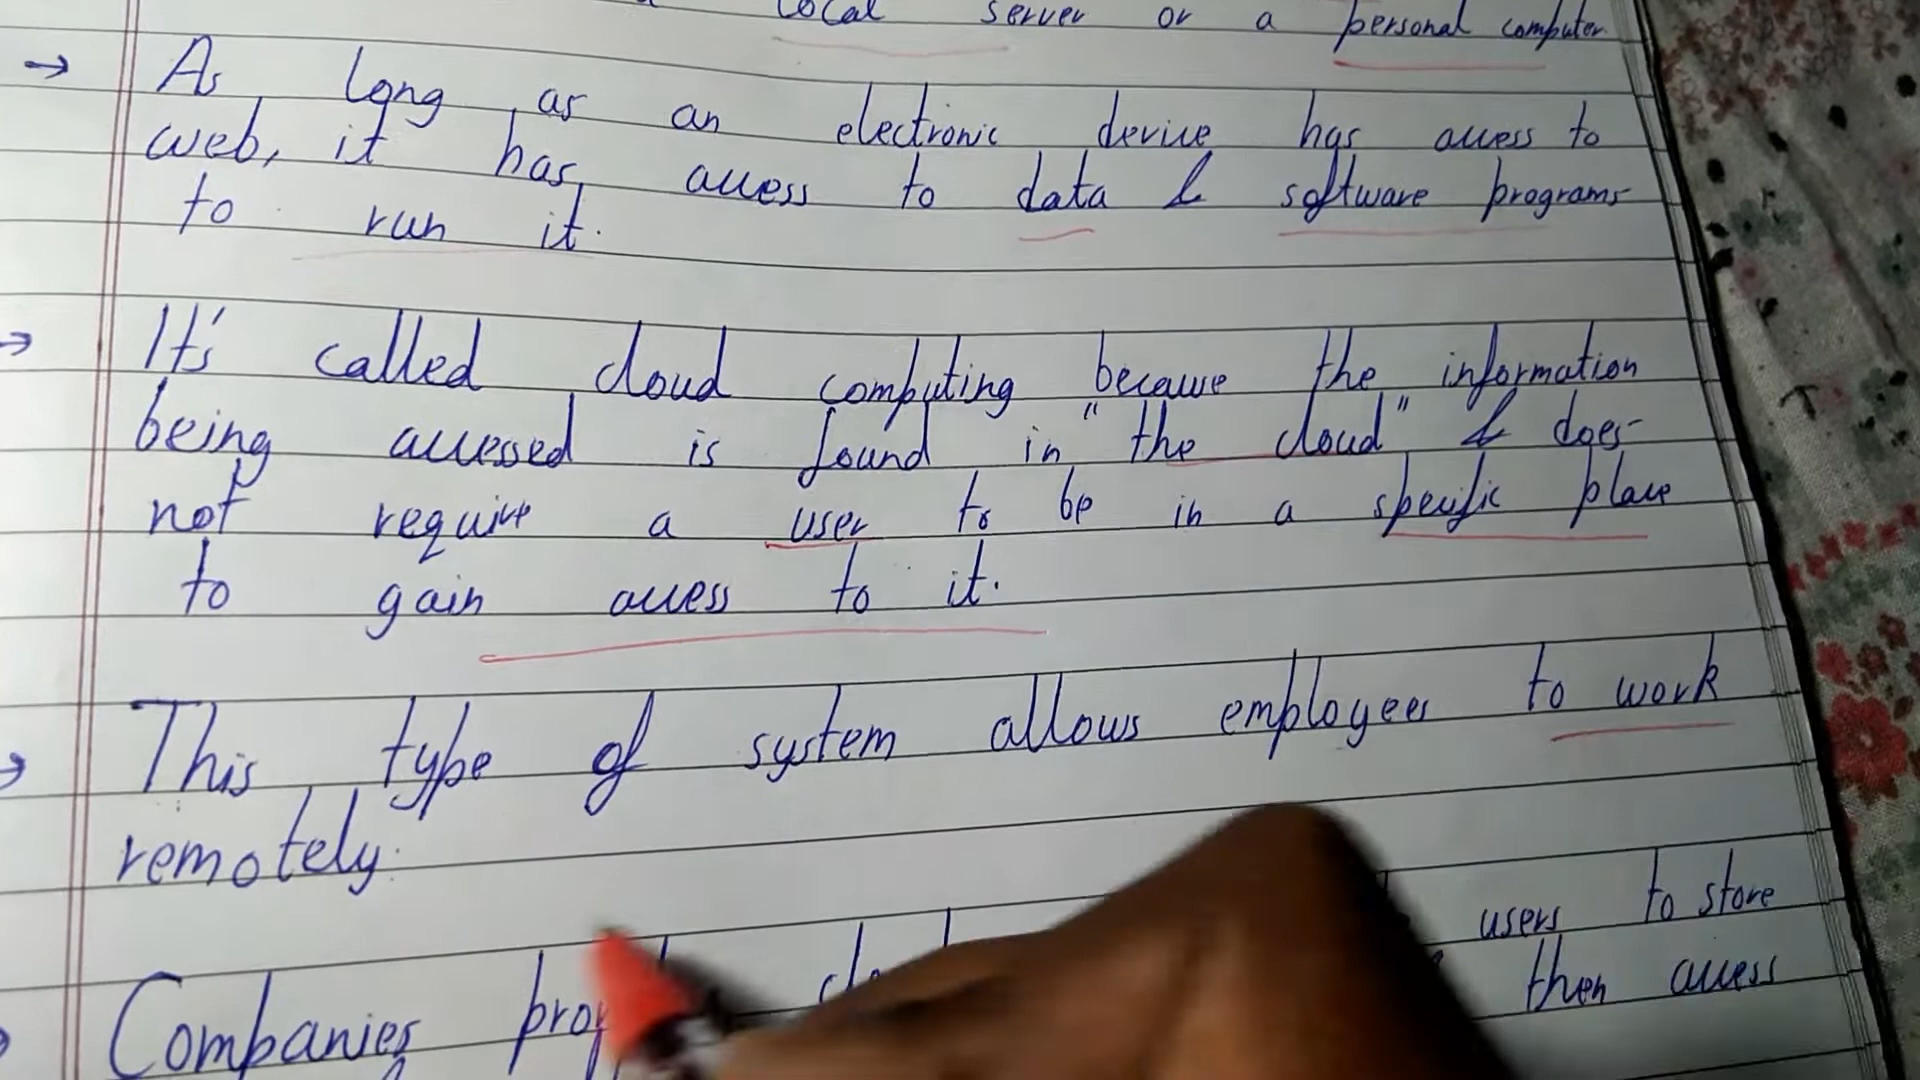 local server or a personal computer
→ As long as an electronic device has access to
web, it has access to data & software programs
to run it.
→ It's called cloud computing because the information
being accessed is found in "the cloud" & does
not require a user to be in a specific place
to gain access to it.
→ This type of system allows employees to work
remotely.
Companies users to store
then access